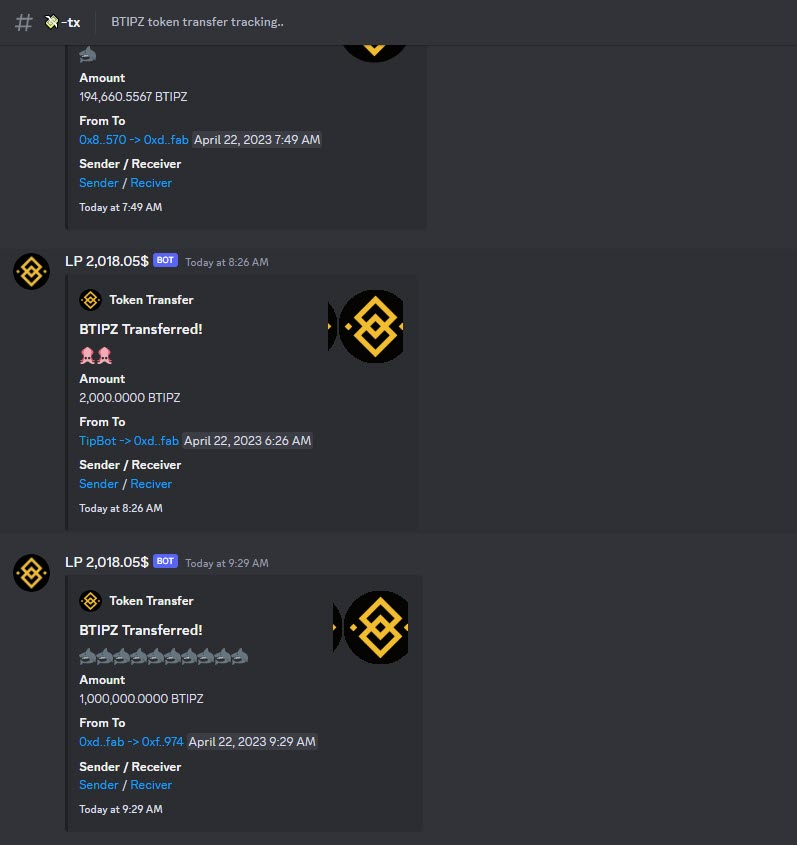 -tx BTIPZ token transfer tracking..
Amount
194,660.5567 BTIPZ
From To
0x8..570 -> 0xd..fab April 22, 2023 7:49 AM
Sender / Receiver
Sender / Reciver
Today at 7:49 AM
LP 2,018.05$ BOT Today at 8:26 AM
Token Transfer
BTIPZ Transferred!
Amount
2,000.0000 BTIPZ
From To
TipBot -> 0xd..fab April 22, 2023 6:26 AM
Sender / Receiver
Sender / Reciver
Today at 8:26 AM
LP 2,018.05$ BOT Today at 9:29 AM
Token Transfer
BTIPZ Transferred!
Amount
1,000,000.0000 BTIPZ
From To
0xd..fab -> 0xf..974 April 22, 2023 9:29 AM
Sender / Receiver
Sender / Reciver
Today at 9:29 AM